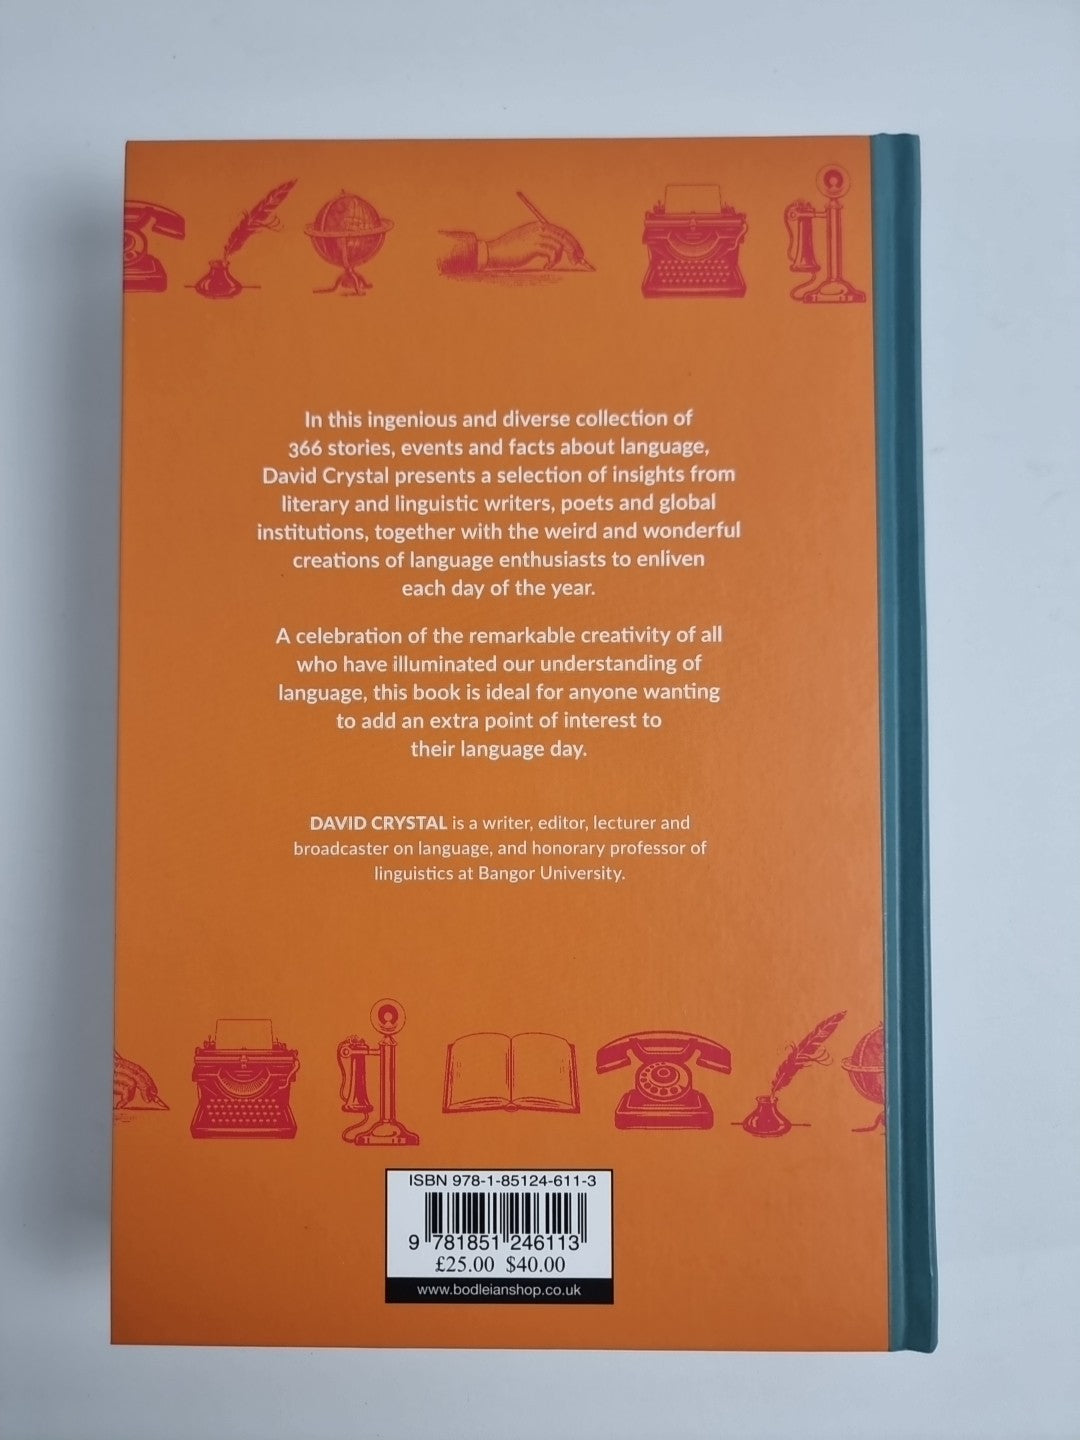 In this ingenious and diverse collection of
366 stories, events and facts about language,
David Crystal presents a selection of insights from
literary and linguistic writers, poets and global
institutions, together with the weird and wonderful
creations of language enthusiasts to enliven
each day of the year.
A celebration of the remarkable creativity of all
who have illuminated our understanding of
language, this book is ideal for anyone wanting
to add an extra point of interest to
their language day.
DAVID CRYSTAL is a writer, editor, lecturer and
broadcaster on language, and honorary professor of
linguistics at Bangor University.
ISBN 978-1-85124-611-3
9 781851 246113
£25.00 $40.00
www.bodleianshop.co.uk